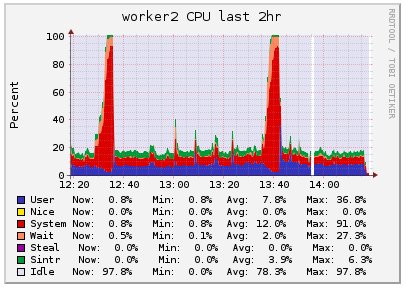 worker2 CPU last 2hr
RRDTOOL / TOBI OETIKER
Percent
100
80
60
40
20
0
12:20 12:40 13:00 13:20 13:40 14:00
User Now: 0.8% Min: 0.8% Avg: 7.8% Max: 36.8%
Nice Now: 0.0% Min: 0.0% Avg: 0.0% Max: 0.0%
System Now: 0.8% Min: 0.8% Avg: 12.0% Max: 91.0%
Wait Now: 0.5% Min: 0.1% Avg: 2.0% Max: 27.3%
Steal Now: 0.0% Min: 0.0% Avg: 0.0% Max: 0.0%
Sintr Now: 0.0% Min: 0.0% Avg: 3.9% Max: 6.3%
Idle Now: 97.8% Min: 0.0% Avg: 78.3% Max: 97.8%